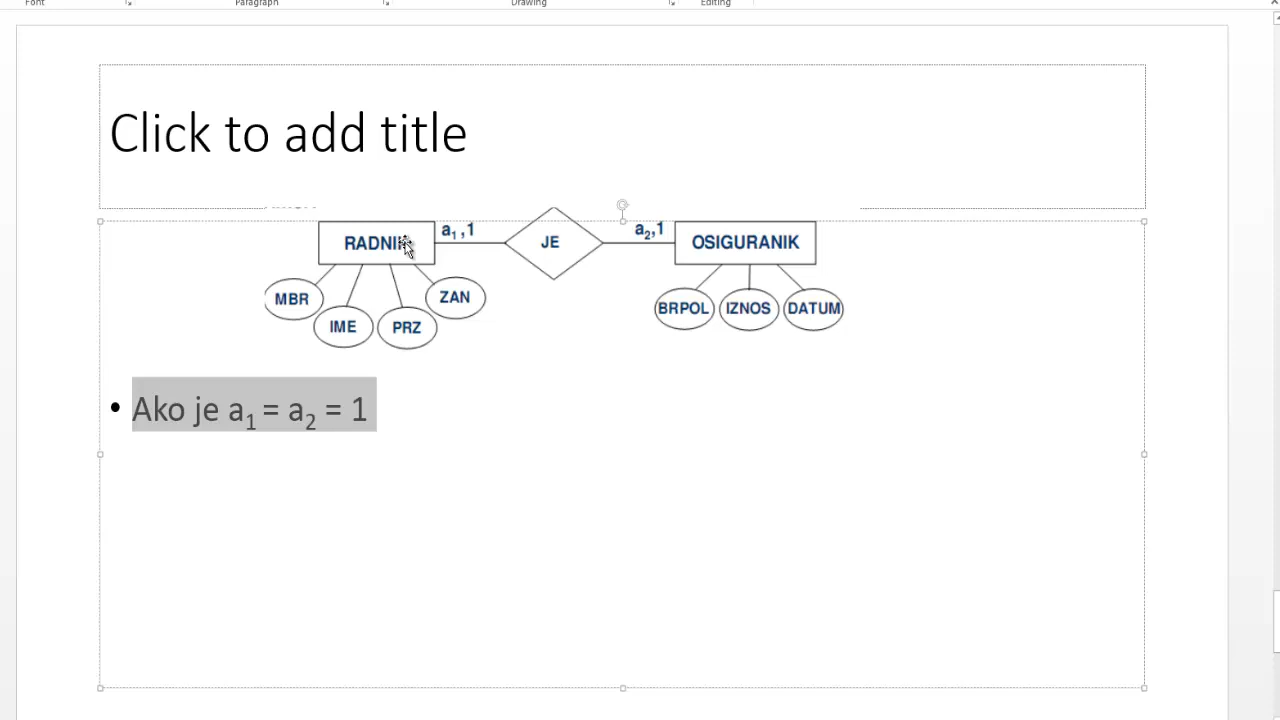 Font Paragraph Drawing Editing
Click to add title
RADNIK a1 ,1 JE a2,1 OSIGURANIK
MBR IME PRZ ZAN BRPOL IZNOS DATUM
• Ako je a1 = a2 = 1